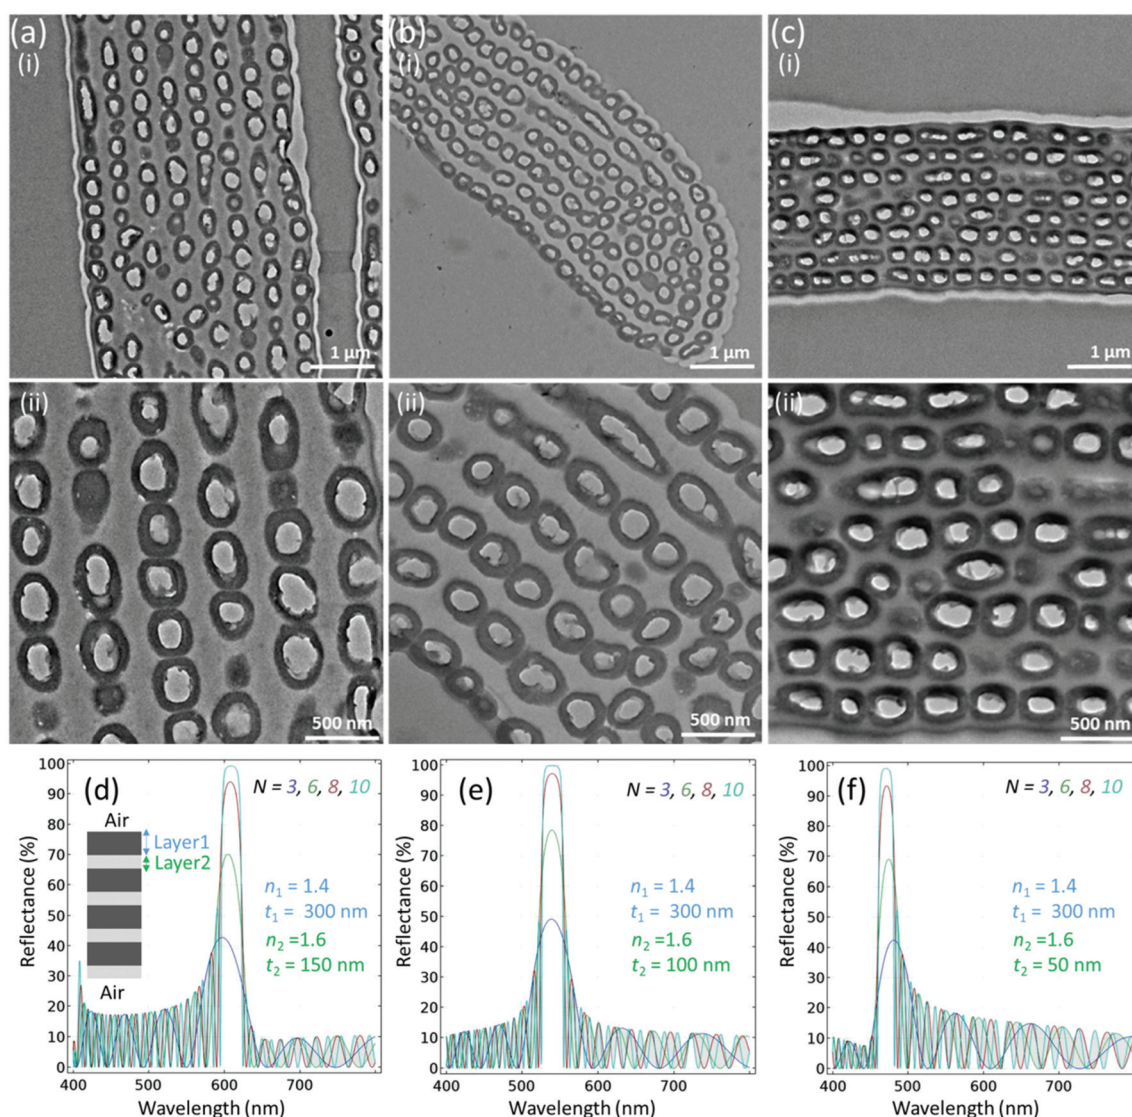 (a)
(i)
1 μm
(b)
(i)
1 μm
(c)
(i)
1 μm
(ii)
500 nm
(ii)
500 nm
(ii)
500 nm
(d)
N = 3, 6, 8, 10
Air
Layer1
Layer2
Air
n1 = 1.4
t1 = 300 nm
n2 =1.6
t2 = 150 nm
Reflectance (%)
100
90
80
70
60
50
40
30
20
10
0
400 500 600 700
Wavelength (nm)
(e)
N = 3, 6, 8, 10
n1 = 1.4
t1 = 300 nm
n2 =1.6
t2 = 100 nm
Reflectance (%)
100
90
80
70
60
50
40
30
20
10
0
400 500 600 700
Wavelength (nm)
(f)
N = 3, 6, 8, 10
n1 = 1.4
t1 = 300 nm
n2 =1.6
t2 = 50 nm
Reflectance (%)
100
90
80
70
60
50
40
30
20
10
0
400 500 600 700
Wavelength (nm)